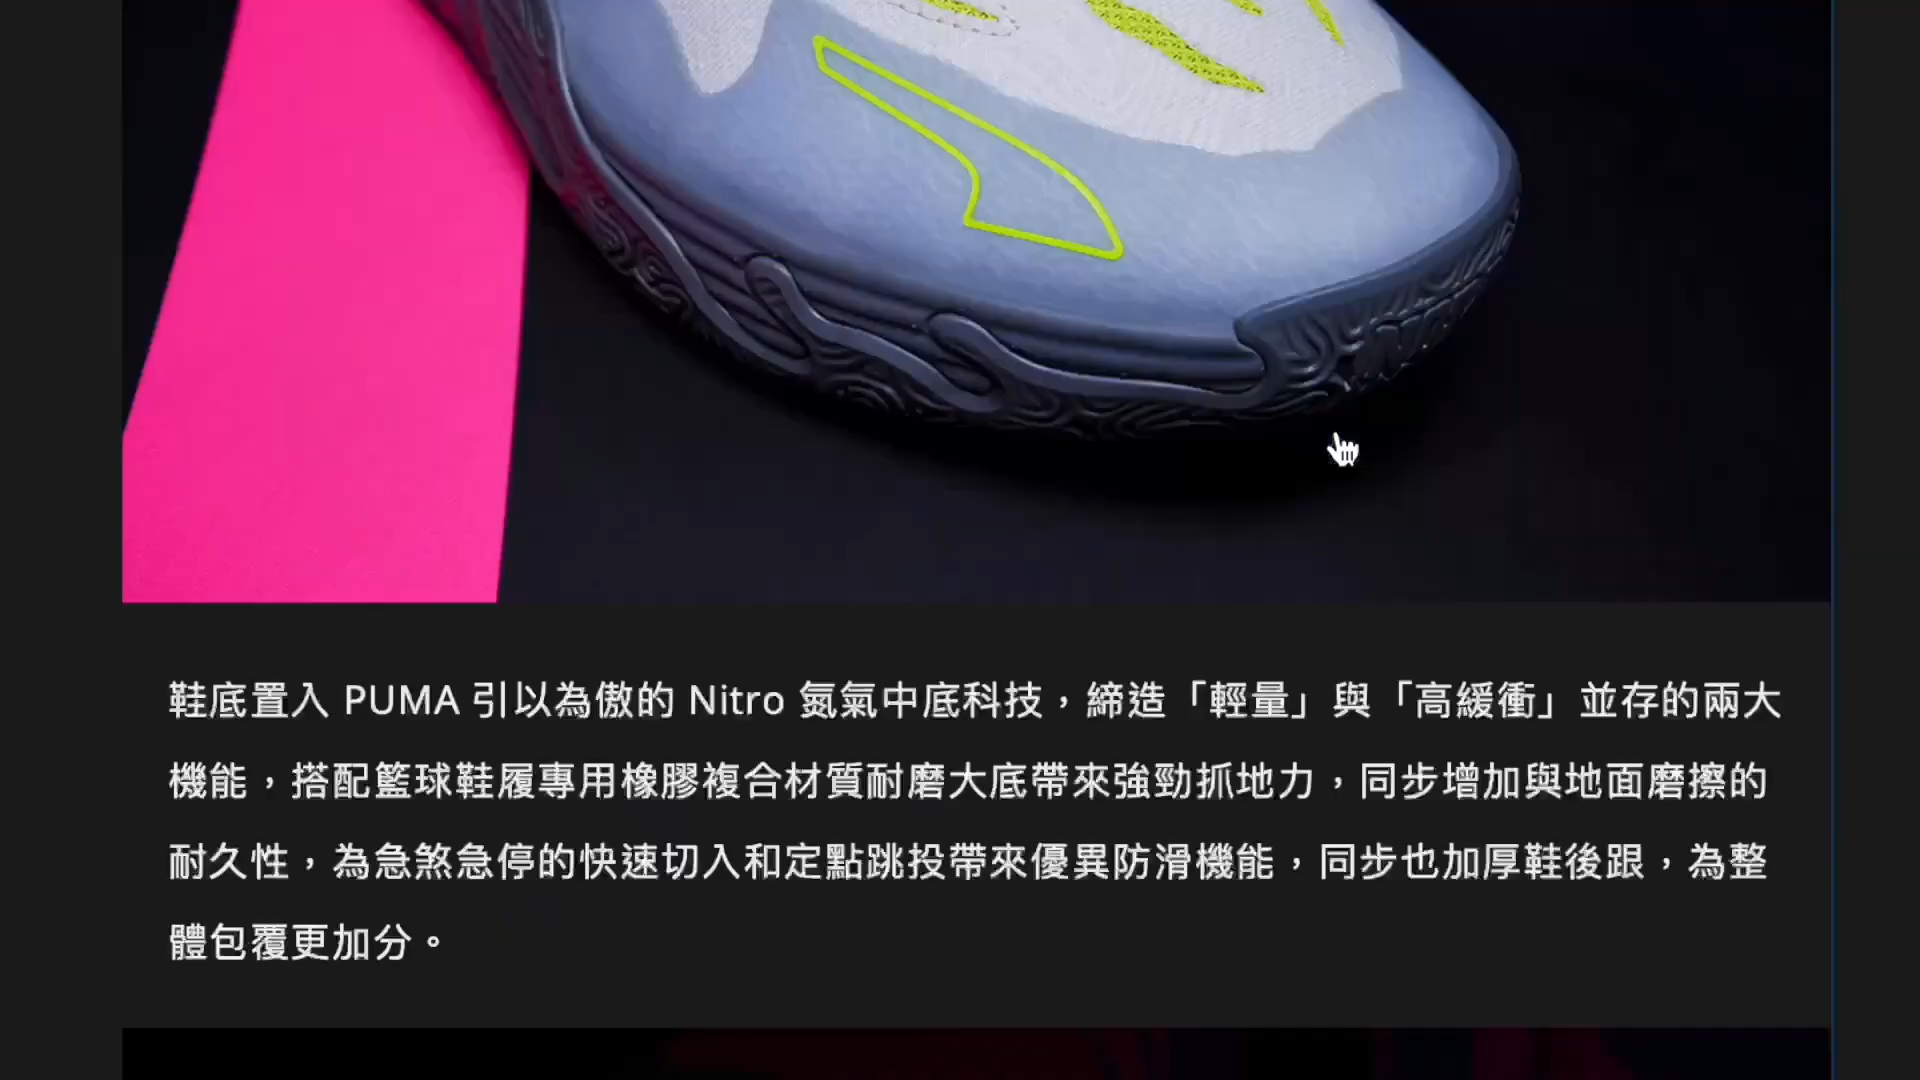 鞋底置入 PUMA 引以為傲的 Nitro 氮氣中底科技，締造「輕量」與「高緩衝」並存的兩大
機能，搭配籃球鞋履專用橡膠複合材質耐磨大底帶來強勁抓地力，同步增加與地面磨擦的
耐久性，為急煞急停的快速切入和定點跳投帶來優異防滑機能，同步也加厚鞋後跟，為整
體包覆更加分。